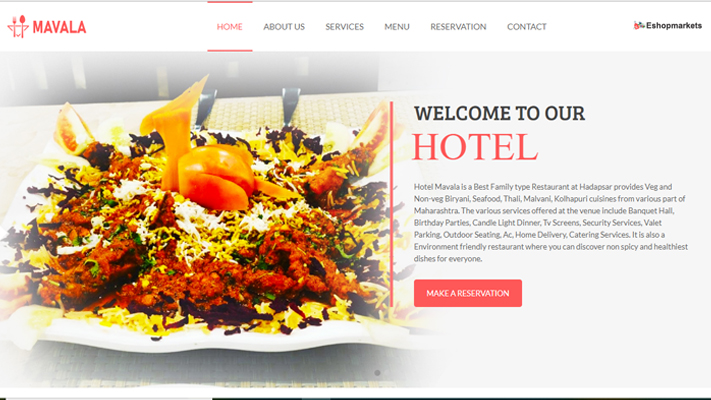 MAVALA
HOME ABOUT US SERVICES MENU RESERVATION CONTACT
Eshopmarkets
WELCOME TO OUR
HOTEL
Hotel Mavala is a Best Family type Restaurant at Hadapsar provides Veg and
Non-veg Biryani, Seafood, Thali, Malvani, Kolhapuri cuisines from various part of
Maharashtra. The various services offered at the venue include Banquet Hall,
Birthday Parties, Candle Light Dinner, Tv Screens, Security Services, Valet
Parking, Outdoor Seating, Ac, Home Delivery, Catering Services. It is also a
Environment friendly restaurant where you can discover non spicy and healthiest
dishes for everyone.
MAKE A RESERVATION